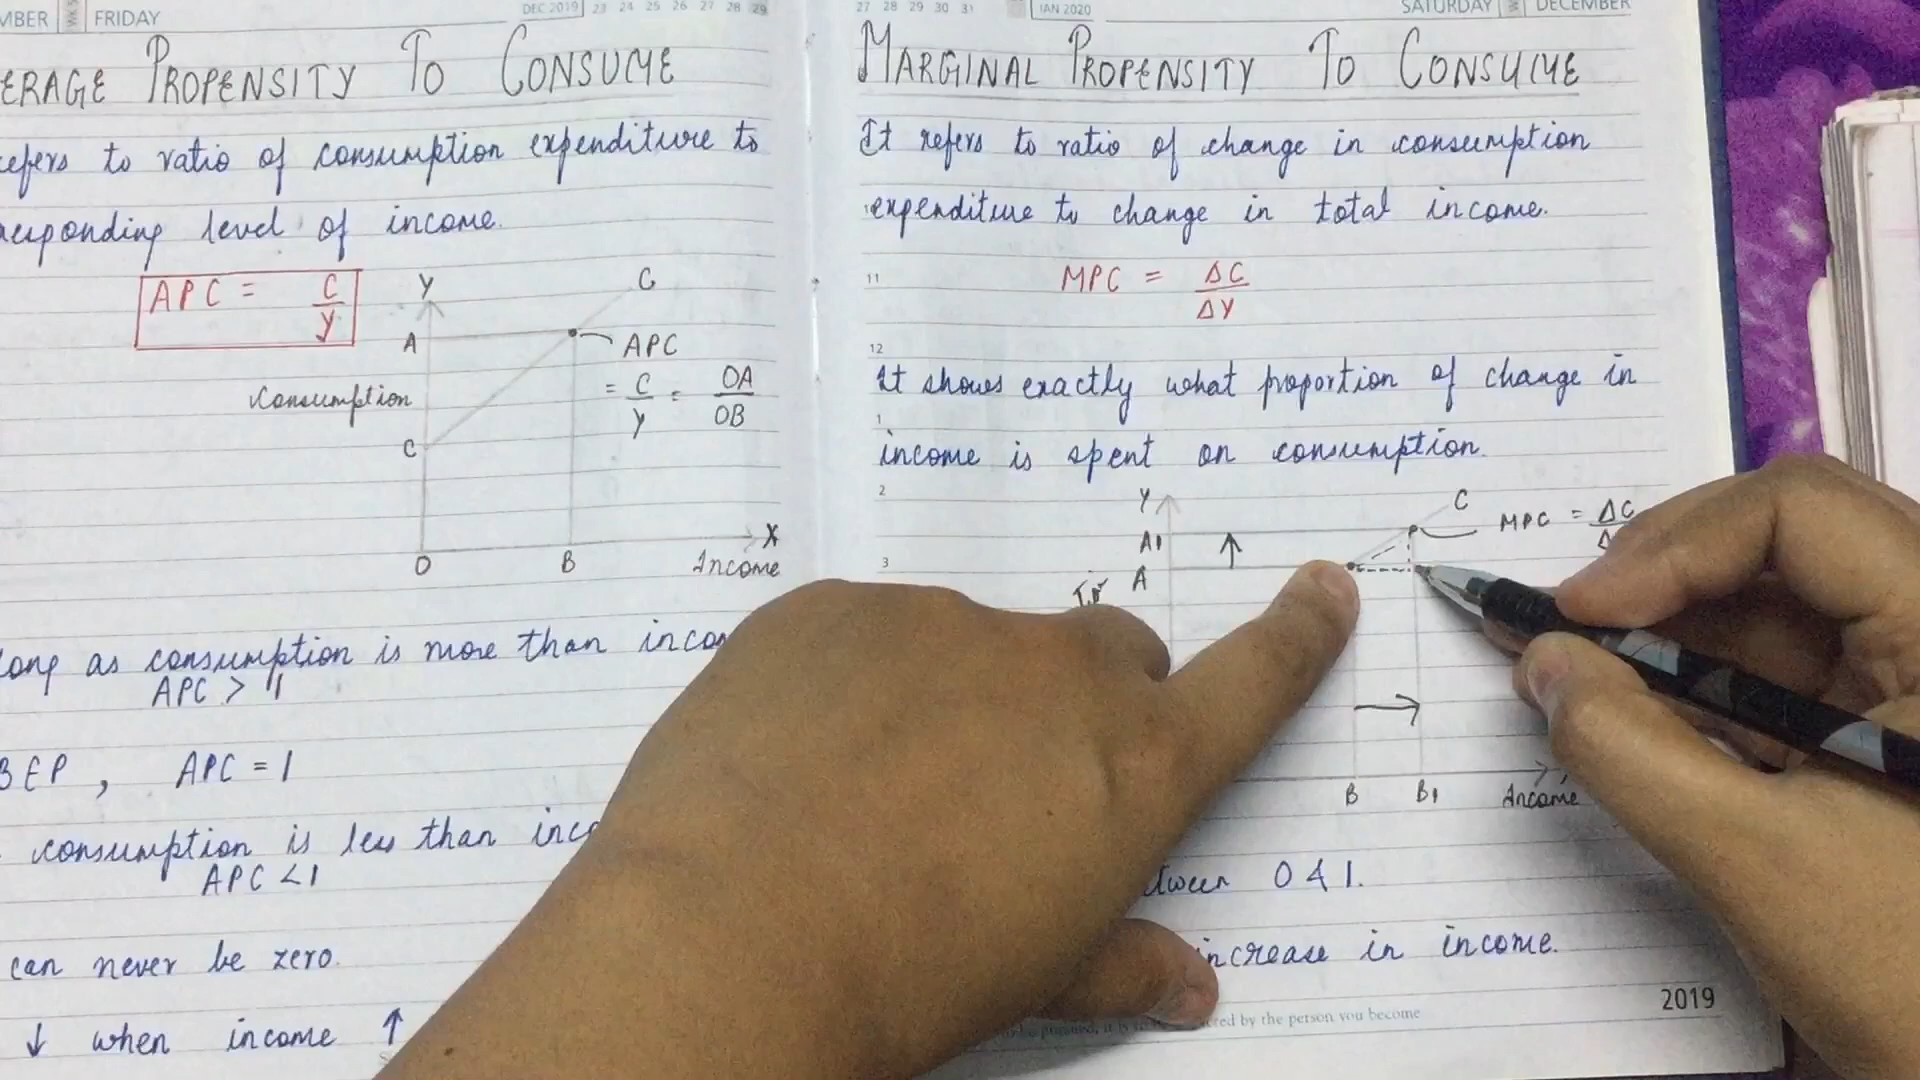 FRIDAY
DEC 2019 23 24 25 26 27 28 29
PROPENSITY TO CONSUME
to ratio of consumption expenditure to
level of income.
APC = C/Y
Y
C
A
APC
= C/Y = OA/OB
Consumption
C
X
O B Income
as consumption is more than
APC > 1
BEP, APC = 1
consumption is less than
APC <1
can never be zero.
↓ when income ↑
27 28 29 30 31 JAN 2020
SATURDAY DECEMBER
MARGINAL PROPENSITY TO CONSUME
It refers to ratio of change in consumption
expenditure to change in total income.
11
MPC = ΔC/ΔY
12
It shows exactly what proportion of change in
1
income is spent on consumption.
2
Y
C
MPC = ΔC
A1
3
A
B B1 Income
0 & 1.
increase in income.
2019
by the person you become